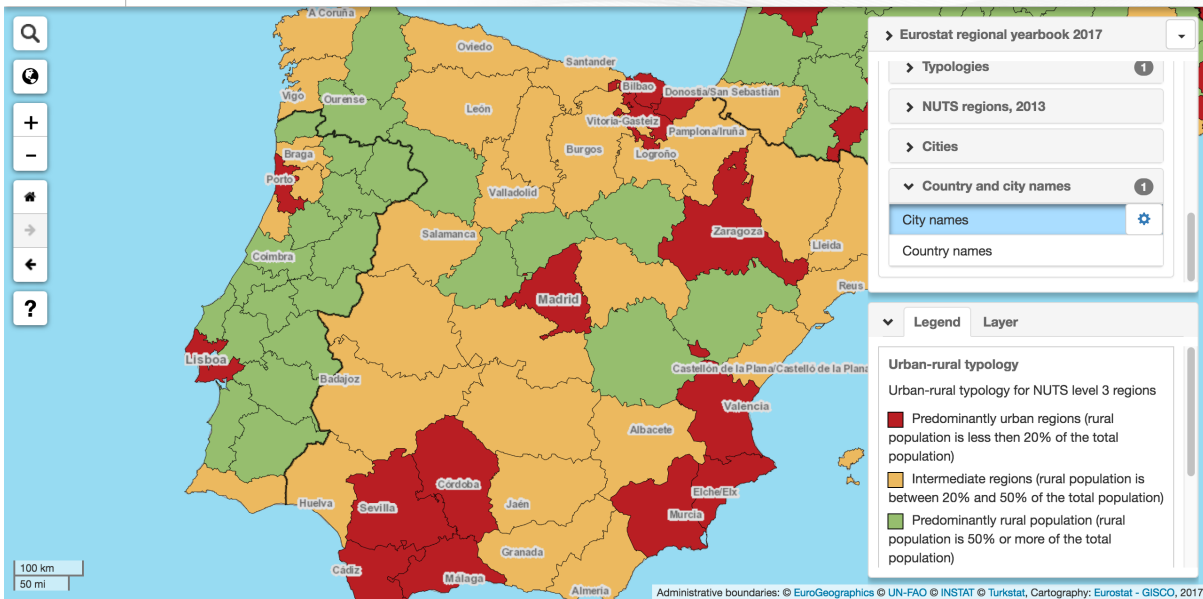 A Coruña
Oviedo
Santander
Bilbao
Donostia/San Sebastián
Vigo
Ourense
León
Vitoria-Gasteiz
Pamplona/Iruña
Burgos
Logroño
Braga
Porto
Valladolid
Salamanca
Zaragoza
Lleida
Coimbra
Reus
Madrid
Lisboa
Castellón de la Plana/Castelló de la Plana
Badajoz
Valencia
Albacete
Córdoba
Elche/Elx
Huelva
Sevilla
Jaén
Murcia
Granada
Cádiz
Málaga
Almería
100 km
50 mi
Eurostat regional yearbook 2017
Typologies 1
NUTS regions, 2013
Cities
Country and city names 1
City names
Country names
Legend Layer
Urban-rural typology
Urban-rural typology for NUTS level 3 regions
Predominantly urban regions (rural
population is less then 20% of the total
population)
Intermediate regions (rural population is
between 20% and 50% of the total population)
Predominantly rural population (rural
population is 50% or more of the total
population)
Administrative boundaries: © EuroGeographics © UN-FAO © INSTAT © Turkstat, Cartography: Eurostat - GISCO, 2017